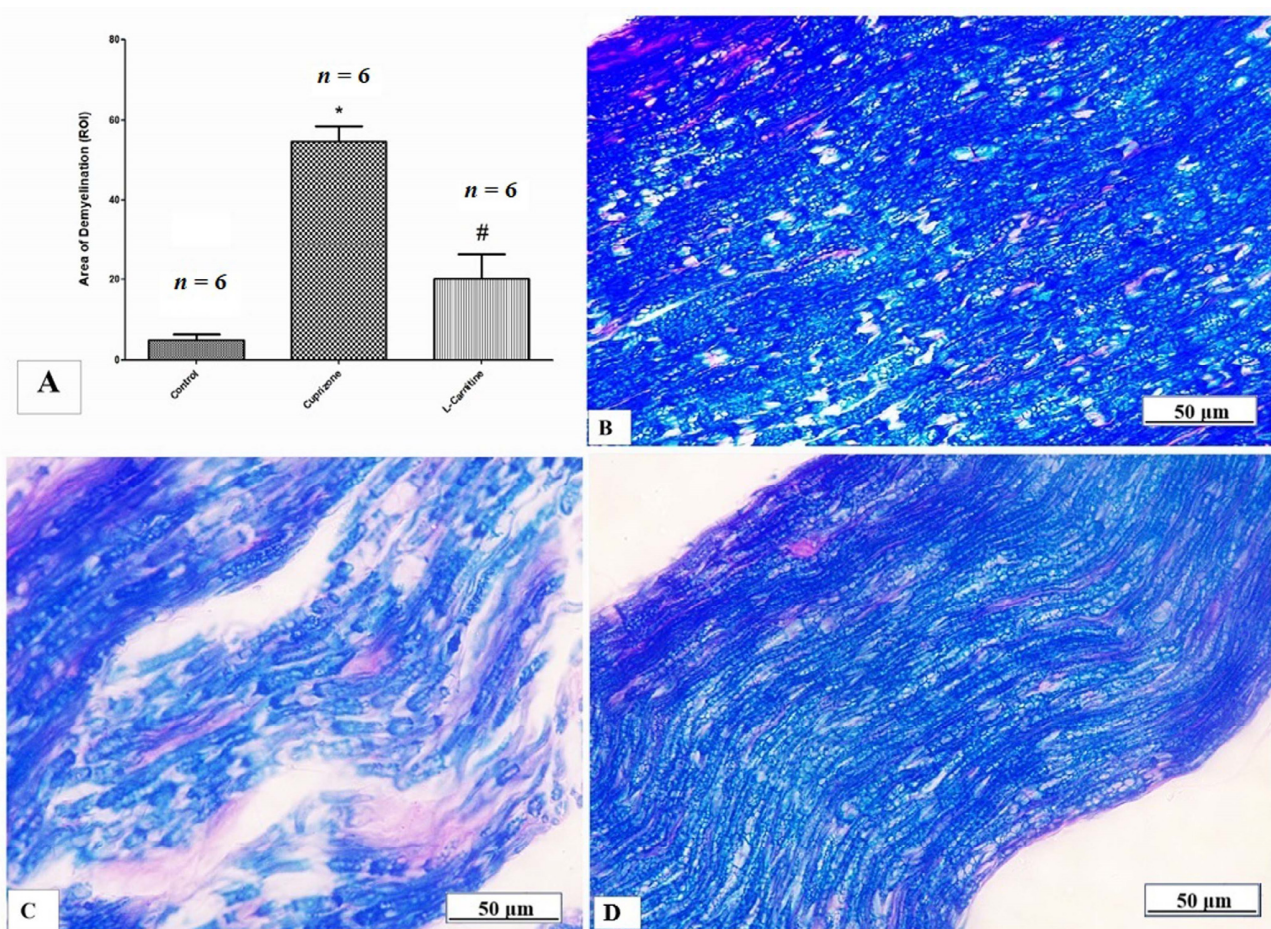 80
n = 6
*
60
n = 6
#
40
n = 6
20
0
Area of Demyelination (ROI)
Control
Cuprizone
L-Carnitine
A
B
50 µm
C
50 µm
D
50 µm